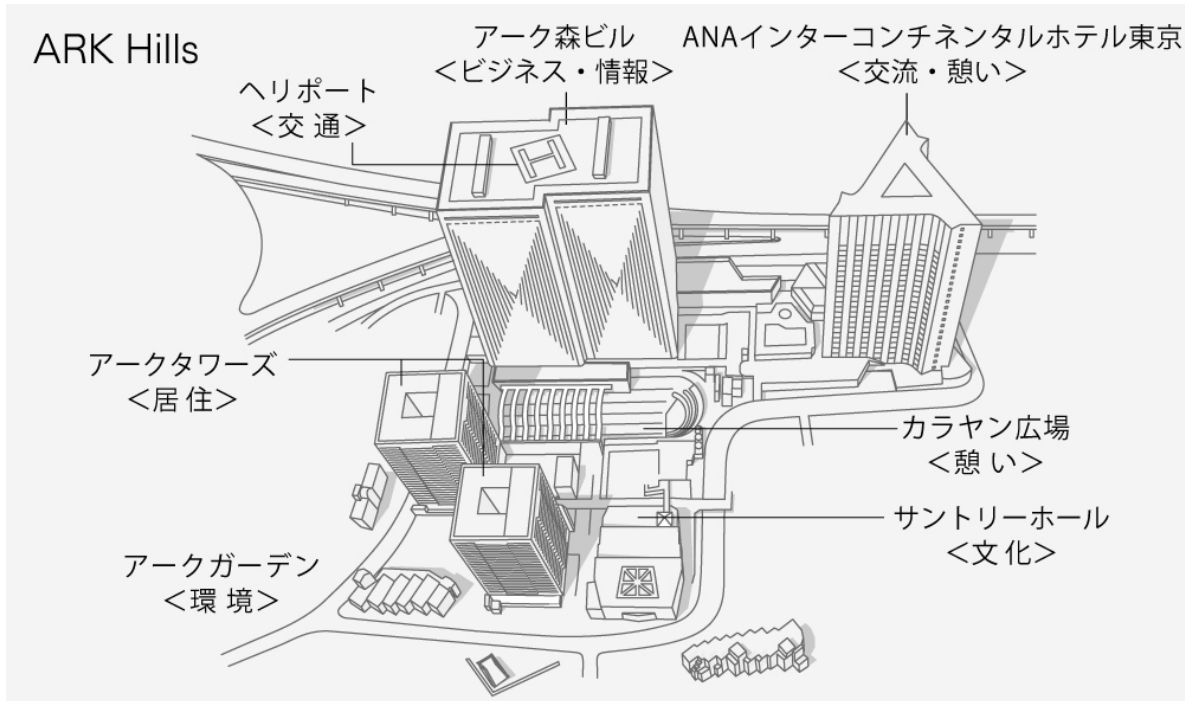 ARK Hills
アーク森ビル
＜ビジネス・情報＞
ANAインターコンチネンタルホテル東京
＜交流・憩い＞
ヘリポート
＜交 通＞
アークタワーズ
＜居 住＞
カラヤン広場
＜憩 い＞
サントリーホール
＜文 化＞
アークガーデン
＜環 境＞
H